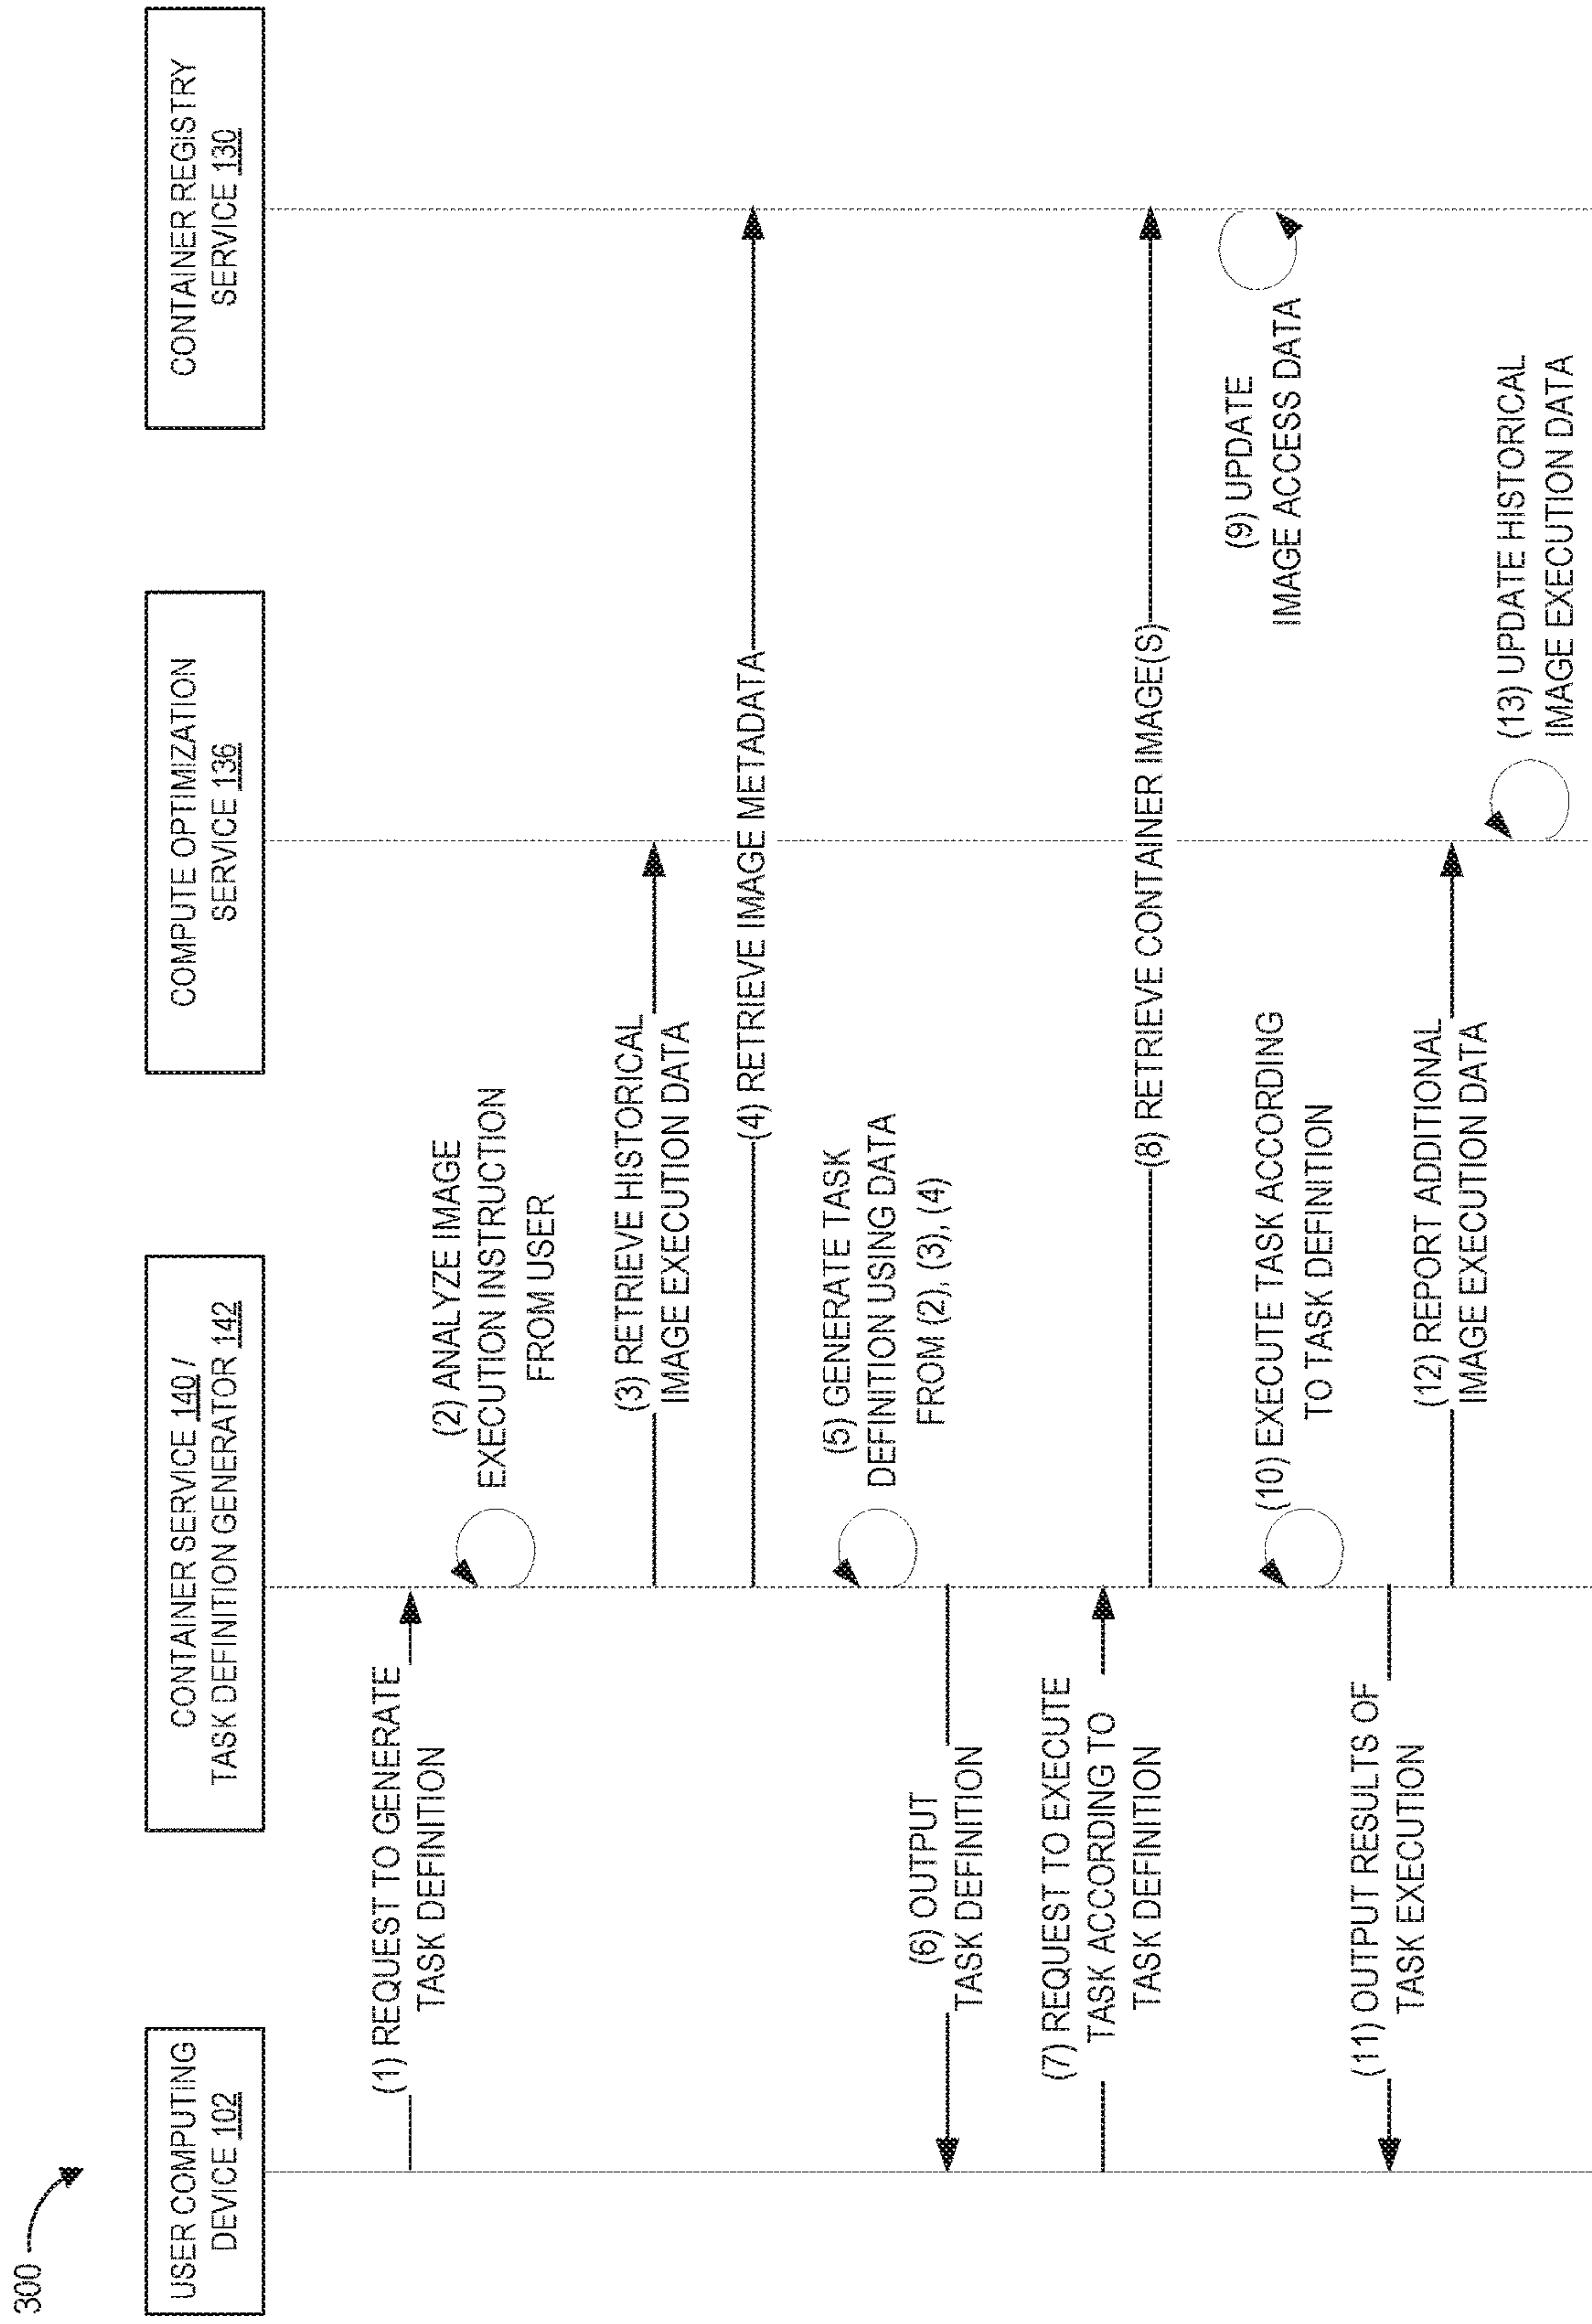 300
USER COMPUTING
DEVICE 102
CONTAINER SERVICE 140 /
TASK DEFINITION GENERATOR 142
COMPUTE OPTIMIZATION
SERVICE 136
CONTAINER REGISTRY
SERVICE 130
(1) REQUEST TO GENERATE
TASK DEFINITION
(2) ANALYZE IMAGE
EXECUTION INSTRUCTION
FROM USER
(3) RETRIEVE HISTORICAL
IMAGE EXECUTION DATA
(4) RETRIEVE IMAGE METADATA
(5) GENERATE TASK
DEFINITION USING DATA
FROM (2), (3), (4)
(6) OUTPUT
TASK DEFINITION
(7) REQUEST TO EXECUTE
TASK ACCORDING TO
TASK DEFINITION
(8) RETRIEVE CONTAINER IMAGE(S)
(9) UPDATE
IMAGE ACCESS DATA
(10) EXECUTE TASK ACCORDING
TO TASK DEFINITION
(11) OUTPUT RESULTS OF
TASK EXECUTION
(12) REPORT ADDITIONAL
IMAGE EXECUTION DATA
(13) UPDATE HISTORICAL
IMAGE EXECUTION DATA